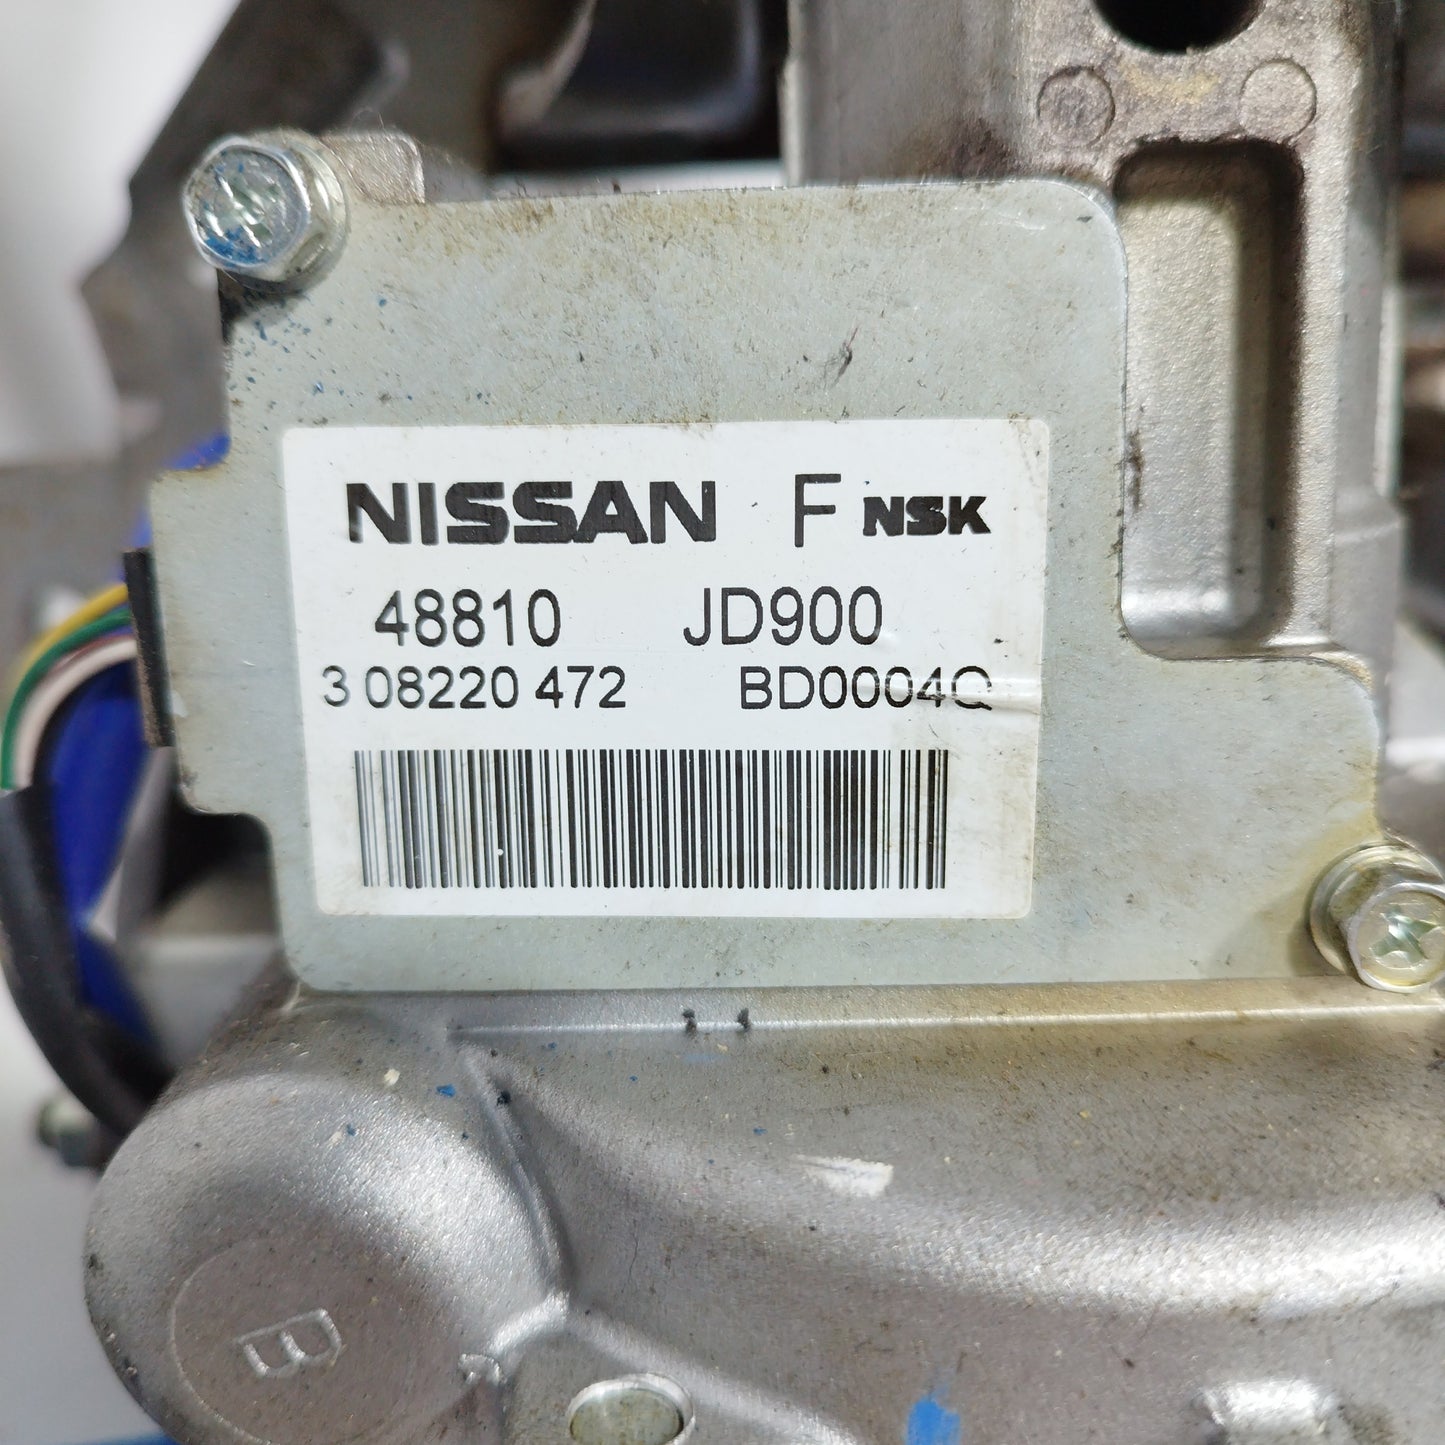 NISSAN F NSK
48810 JD900
3 08220 472 BD0004Q
B